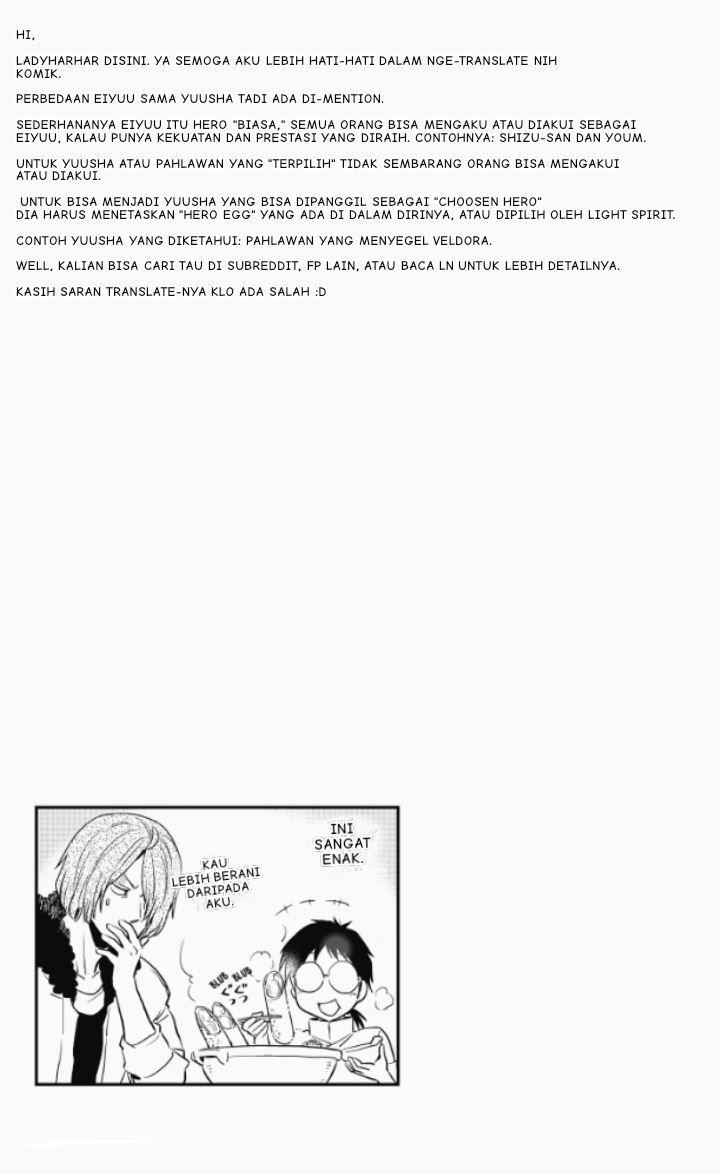 HI,
LADYHARHAR DISINI. YA SEMOGA AKU LEBIH HATI-HATI DALAM NGE-TRANSLATE NIH
KOMIK.
PERBEDAAN EIYUU SAMA YUUSHA TADI ADA DI-MENTION.
SEDERHANANYA EIYUU ITU HERO "BIASA," SEMUA ORANG BISA MENGAKU ATAU DIAKUI SEBAGAI
EIYUU, KALAU PUNYA KEKUATAN DAN PRESTASI YANG DIRAIH. CONTOHNYA: SHIZU-SAN DAN YOUM.
UNTUK YUUSHA ATAU PAHLAWAN YANG "TERPILIH" TIDAK SEMBARANG ORANG BISA MENGAKUI
ATAU DIAKUI.
UNTUK BISA MENJADI YUUSHA YANG BISA DIPANGGIL SEBAGAI "CHOOSEN HERO"
DIA HARUS MENETASKAN "HERO EGG" YANG ADA DI DALAM DIRINYA, ATAU DIPILIH OLEH LIGHT SPIRIT.
CONTOH YUUSHA YANG DIKETAHUI: PAHLAWAN YANG MENYEGEL VELDORA.
WELL, KALIAN BISA CARI TAU DI SUBREDDIT, FP LAIN, ATAU BACA LN UNTUK LEBIH DETAILNYA.
KASIH SARAN TRANSLATE-NYA KLO ADA SALAH :D
INI
SANGAT
ENAK.
KAU
LEBIH BERANI
DARIPADA
AKU.
BLUB BLUB
ぐぐ
つつ